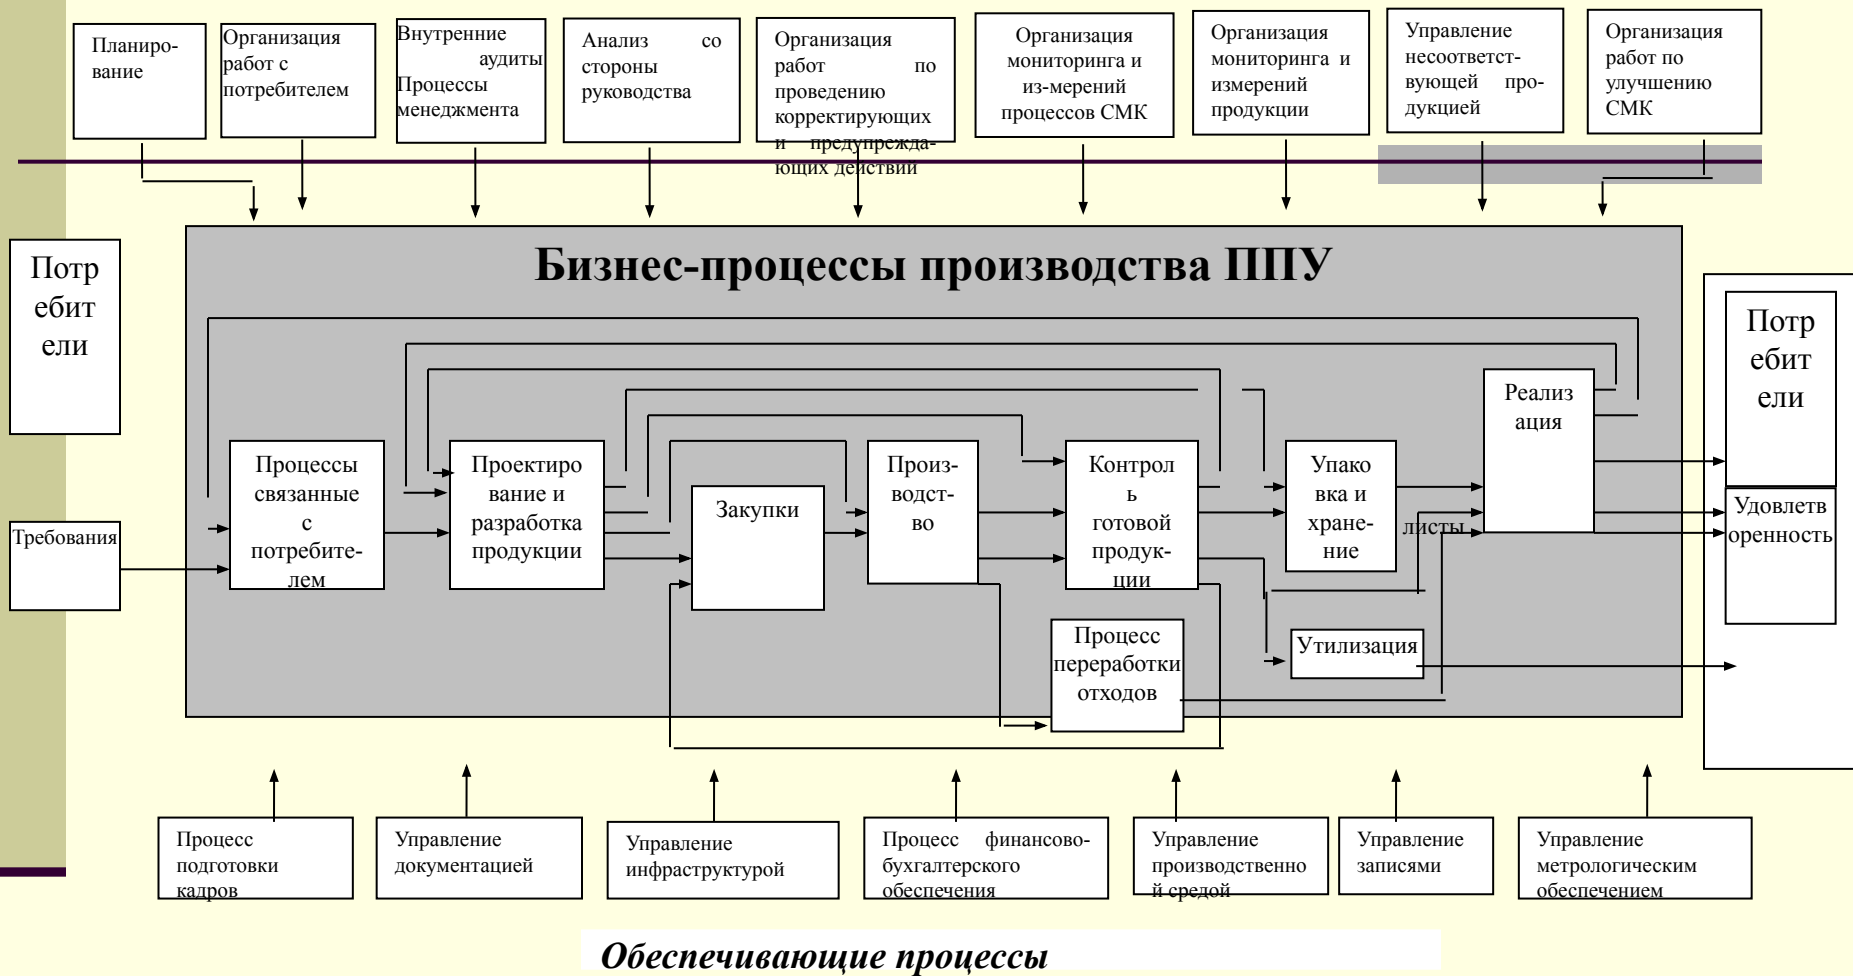 Планиро-
вание
Организация
работ с
потребителем
Внутренние
аудиты
Процессы
менеджмента
Анализ со
стороны
руководства
Организация
работ по
проведению
корректирующих
и предупрежда-
ющих действий
Организация
мониторинга и
из-мерений
процессов СМК
Организация
мониторинга и
измерений
продукции
Управление
несоответст-
вующей про-
дукцией
Организация
работ по
улучшению
СМК
Потр
ебит
ели
Требования
Бизнес-процессы производства ППУ
Процессы
связанные
с
потребите-
лем
Проектиро
вание и
разработка
продукции
Закупки
Произ-
водст-
во
Контрол
ь
готовой
продук-
ции
Процесс
переработки
отходов
Упако
вка и
хране-
ние
листы
Утилизация
Реализ
ация
Потр
ебит
ели
Удовлетв
оренность
Процесс
подготовки
кадров
Управление
документацией
Управление
инфраструктурой
Процесс финансово-
бухгалтерского
обеспечения
Управление
производственно
й средой
Управление
записями
Управление
метрологическим
обеспечением
Обеспечивающие процессы